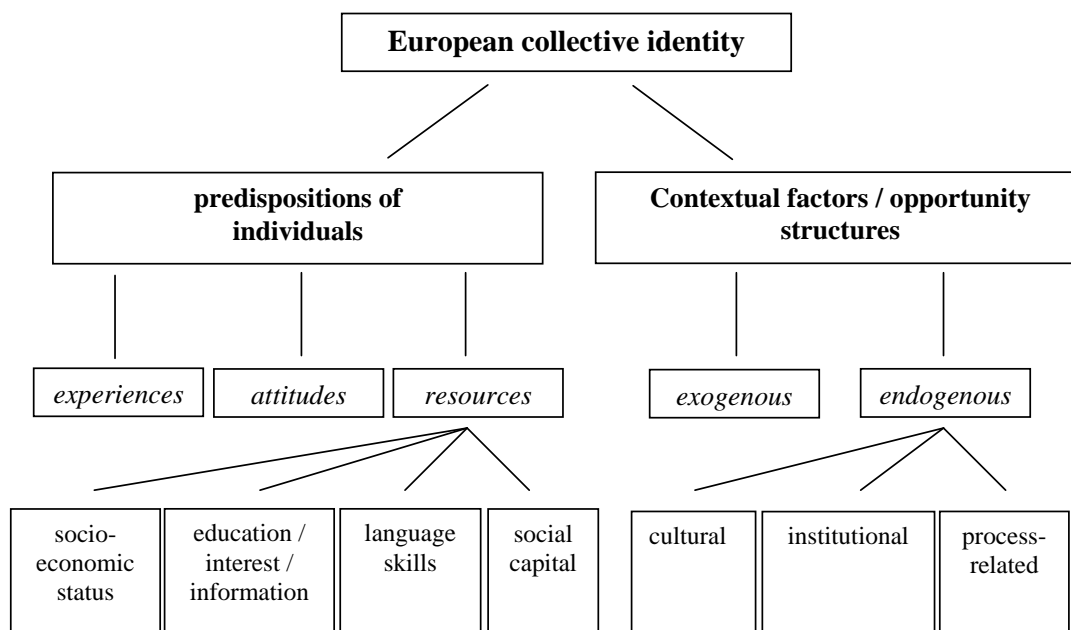 European collective identity
predispositions of
individuals
Contextual factors / opportunity
structures
experiences
attitudes
resources
exogenous
endogenous
socio-
economic
status
education /
interest /
information
language
skills
social
capital
cultural
institutional
process-
related